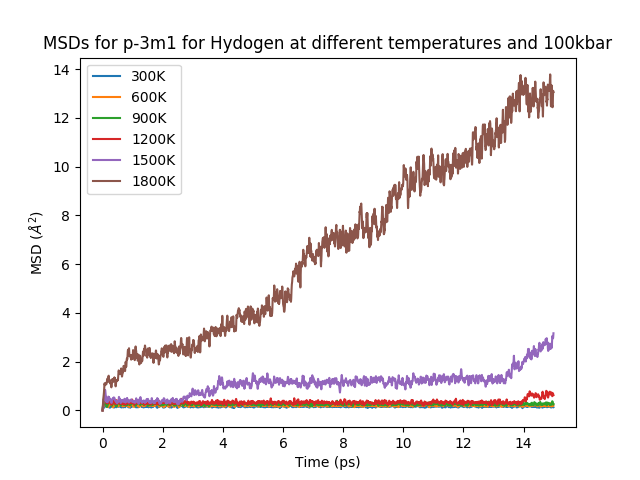 MSDs for p-3m1 for Hydogen at different temperatures and 100kbar
300K
600K
900K
1200K
1500K
1800K
14
12
10
8
6
4
2
0
MSD (Å²)
0 2 4 6 8 10 12 14
Time (ps)